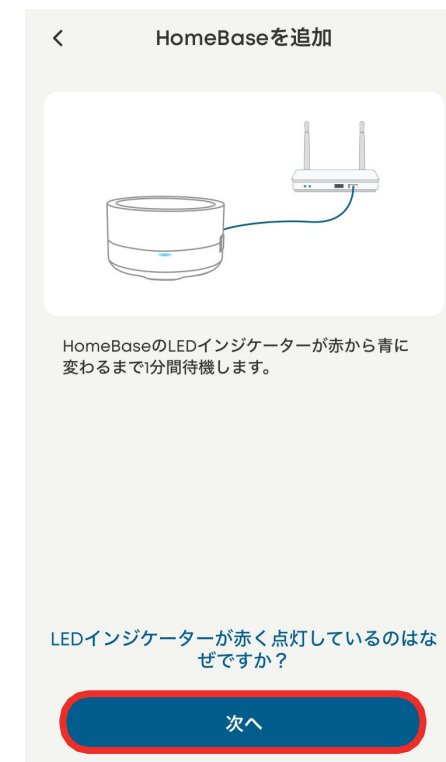 HomeBaseを追加
HomeBaseのLEDインジケーターが赤から青に
変わるまで1分間待機します。
LEDインジケーターが赤く点灯しているのはな
ぜですか？
次へ